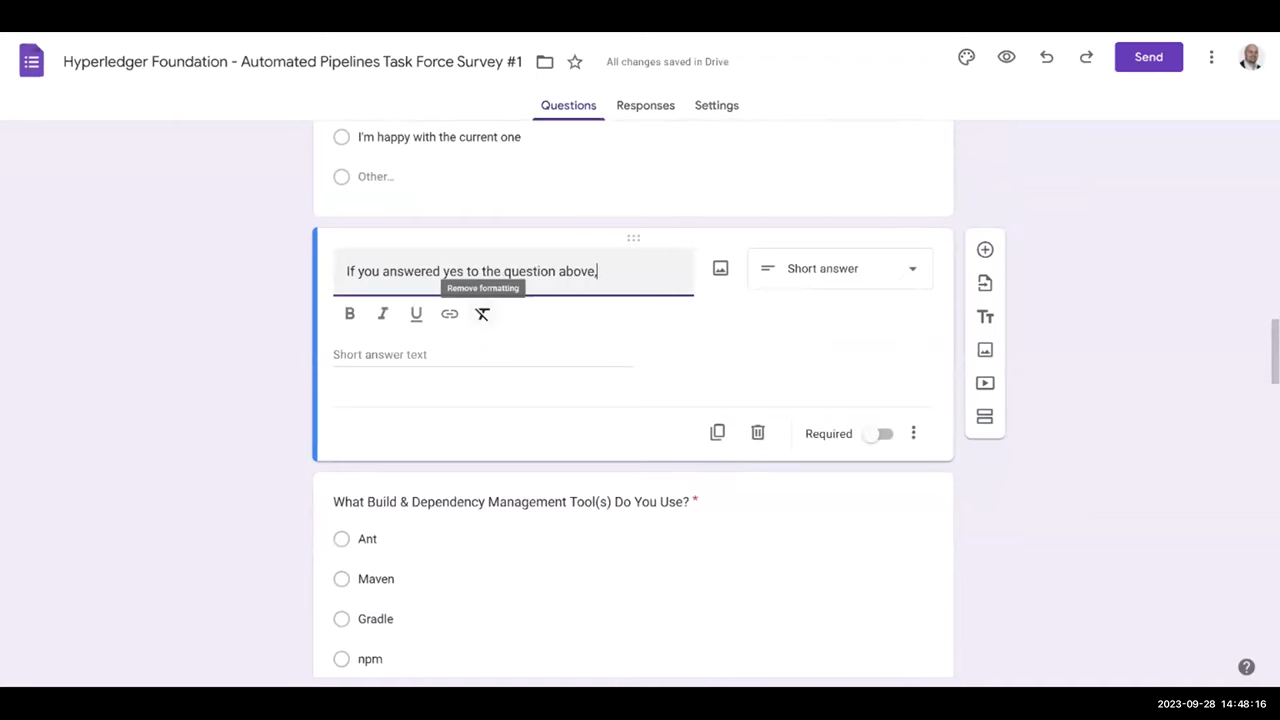 Hyperledger Foundation - Automated Pipelines Task Force Survey #1
All changes saved in Drive
Send
Questions
Responses
Settings
I'm happy with the current one
Other...
If you answered yes to the question above,
Short answer
Remove formatting
B I U
Short answer text
Required
What Build & Dependency Management Tool(s) Do You Use? *
Ant
Maven
Gradle
npm
2023-09-28 14:48:16